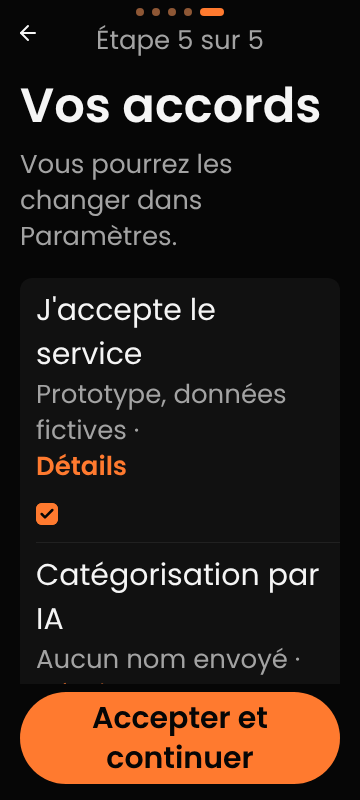 Étape 5 sur 5
Vos accords
Vous pourrez les
changer dans
Paramètres.
J'accepte le
service
Prototype, données
fictives ·
Détails
Catégorisation par
IA
Aucun nom envoyé ·
Accepter et
continuer